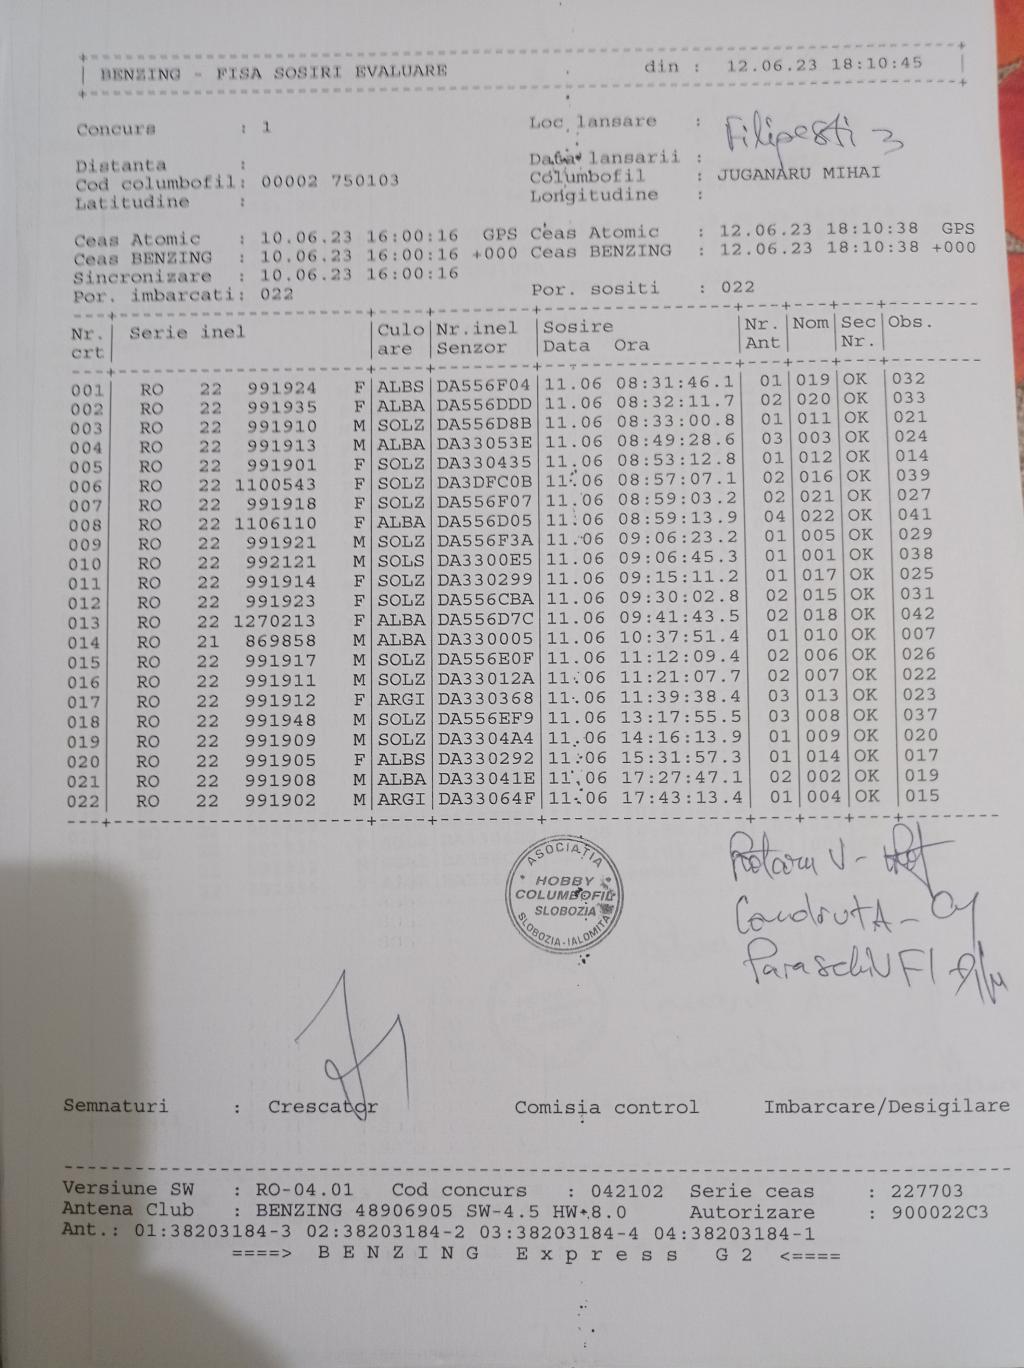 BENZING - FISA SOSIRI EVALUARE din : 12.06.23 18:10:45
Concurs : 1 Loc lansare : Filipesti 3
Distanta : Data lansarii :
Cod columbofil: 00002 750103 Columbofil : JUGANARU MIHAI
Latitudine : Longitudine :
Ceas Atomic : 10.06.23 16:00:16 GPS Ceas Atomic : 12.06.23 18:10:38 GPS
Ceas BENZING : 10.06.23 16:00:16 +000 Ceas BENZING : 12.06.23 18:10:38 +000
Sincronizare : 10.06.23 16:00:16
Por. imbarcati: 022 Por. sositi : 022
Nr. Serie inel Culo Nr.inel Sosire Nr. Nom Sec Obs.
crt are Senzor Data Ora Ant Nr.
001 RO 22 991924 F ALBS DA556F04 11.06 08:31:46.1 01 019 OK 032
002 RO 22 991935 F ALBA DA556DDD 11.06 08:32:11.7 02 020 OK 033
003 RO 22 991910 M SOLZ DA556D8B 11.06 08:33:00.8 01 011 OK 021
004 RO 22 991913 M ALBA DA33053E 11.06 08:49:28.6 03 003 OK 024
005 RO 22 991901 F SOLZ DA330435 11.06 08:53:12.8 01 012 OK 014
006 RO 22 1100543 F SOLZ DA3DFC0B 11.06 08:57:07.1 02 016 OK 039
007 RO 22 991918 F SOLZ DA556F07 11.06 08:59:03.2 02 021 OK 027
008 RO 22 1106110 F ALBA DA556D05 11.06 08:59:13.9 04 022 OK 041
009 RO 22 991921 M SOLZ DA556F3A 11.06 09:06:23.2 01 005 OK 029
010 RO 22 992121 M SOLS DA3300E5 11.06 09:06:45.3 01 001 OK 038
011 RO 22 991914 F SOLZ DA330299 11.06 09:15:11.2 01 017 OK 025
012 RO 22 991923 F SOLZ DA556CBA 11.06 09:30:02.8 02 015 OK 031
013 RO 22 1270213 F ALBA DA556D7C 11.06 09:41:43.5 02 018 OK 042
014 RO 21 869858 M ALBA DA330005 11.06 10:37:51.4 01 010 OK 007
015 RO 22 991917 M SOLZ DA556E0F 11.06 11:12:09.4 02 006 OK 026
016 RO 22 991911 M SOLZ DA33012A 11.06 11:21:07.7 02 007 OK 022
017 RO 22 991912 F ARGI DA330368 11.06 11:39:38.4 03 013 OK 023
018 RO 22 991948 M SOLZ DA556EF9 11.06 13:17:55.5 03 008 OK 037
019 RO 22 991909 M SOLZ DA3304A4 11.06 14:16:13.9 01 009 OK 020
020 RO 22 991905 F ALBS DA330292 11.06 15:31:57.3 01 014 OK 017
021 RO 22 991908 M ALBA DA33041E 11.06 17:27:47.1 02 002 OK 019
022 RO 22 991902 M ARGI DA33064F 11.06 17:43:13.4 01 004 OK 015
ASOCIAȚIA
HOBBY
COLUMBOFIL
SLOBOZIA
SLOBOZIA-IALOMITA
Rotaru V -
Condrut A -
Paraschiv Fl
Semnaturi : Crescator Comisia control Imbarcare/Desigilare
Versiune SW : RO-04.01 Cod concurs : 042102 Serie ceas : 227703
Antena Club : BENZING 48906905 SW-4.5 HW-8.0 Autorizare : 900022C3
Ant.: 01:38203184-3 02:38203184-2 03:38203184-4 04:38203184-1
====> B E N Z I N G E x p r e s s G 2 <====